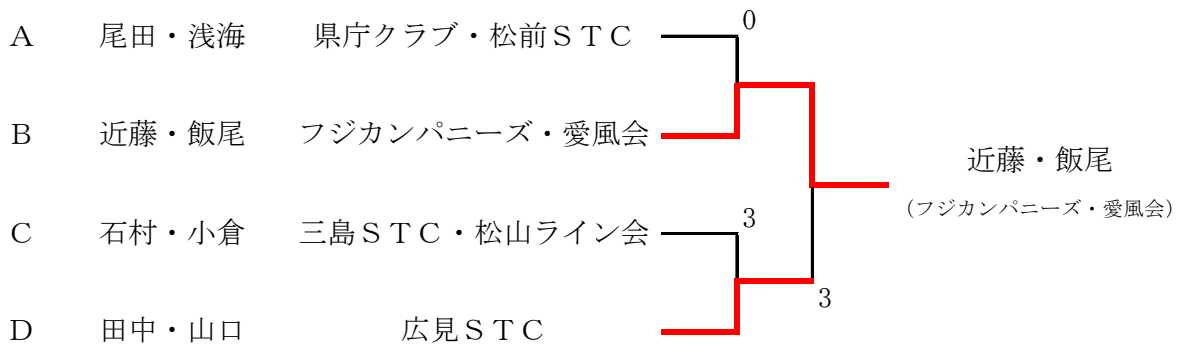 A 尾田・浅海 県庁クラブ・松前ＳＴＣ 0
B 近藤・飯尾 フジカンパニーズ・愛風会
近藤・飯尾
（フジカンパニーズ・愛風会）
C 石村・小倉 三島ＳＴＣ・松山ライン会 3
3
D 田中・山口 広見ＳＴＣ